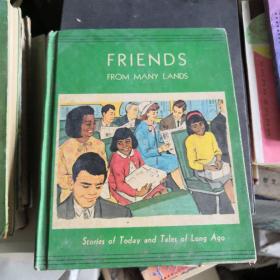 FRIENDS
FROM MANY LANDS
Stories of Today and Tales of Long Ago